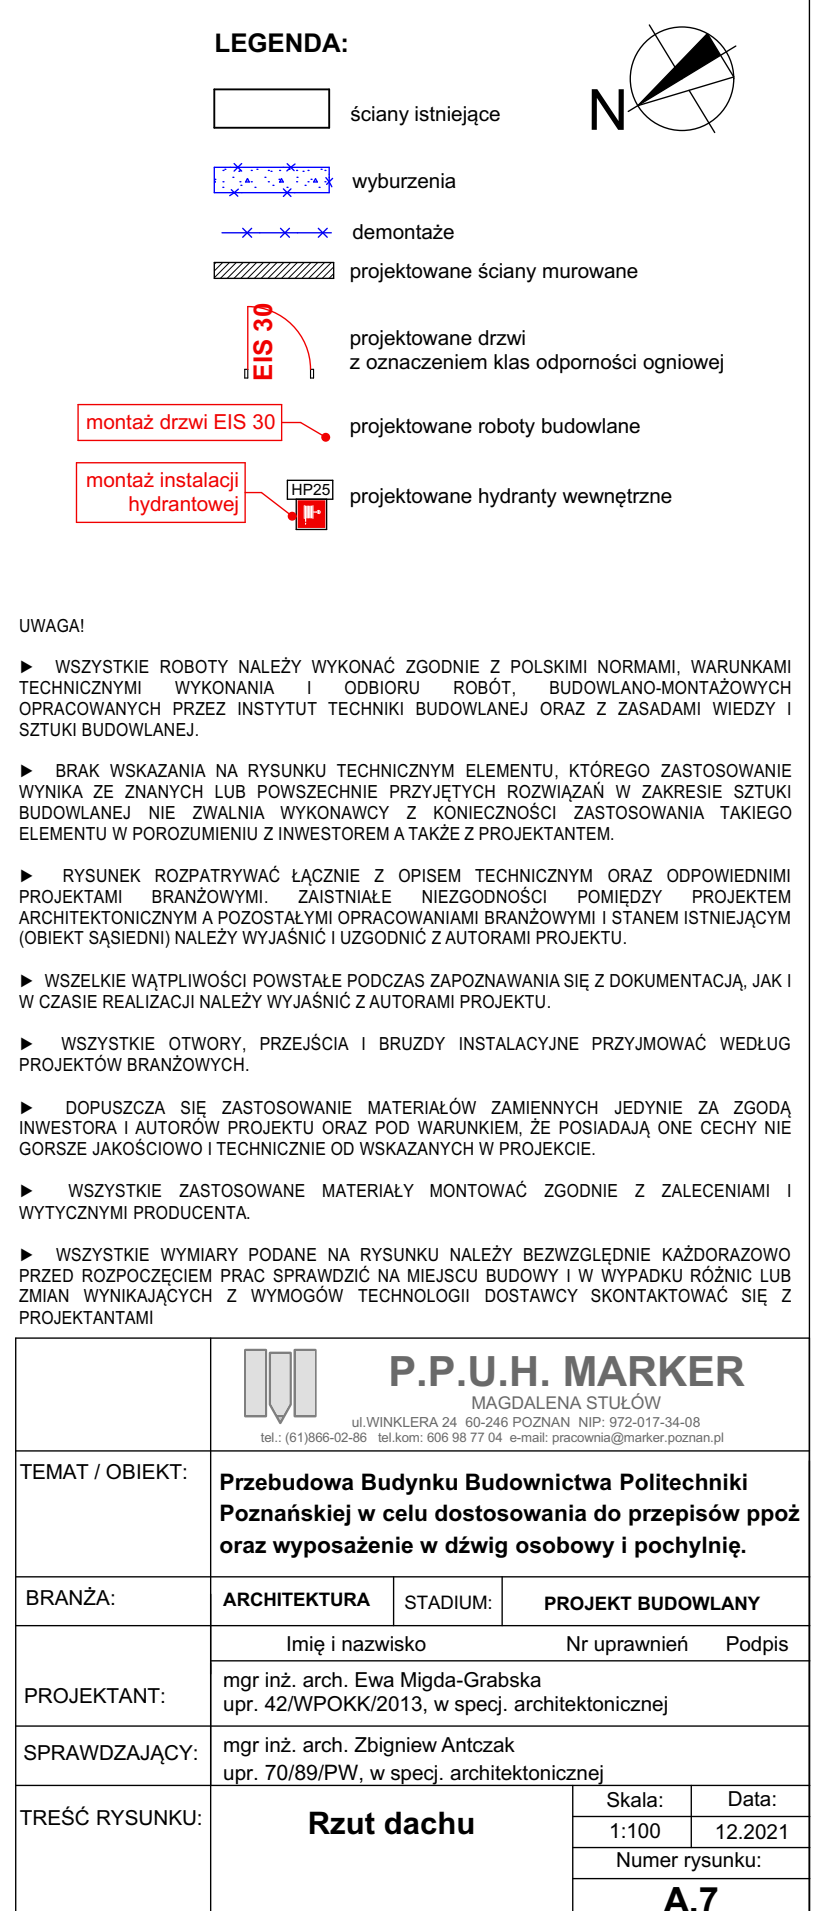 LEGENDA:
N
ściany istniejące
wyburzenia
demontaże
projektowane ściany murowane
EIS 30
projektowane drzwi
z oznaczeniem klas odporności ogniowej
montaż drzwi EIS 30
projektowane roboty budowlane
montaż instalacji
hydrantowej
HP25
projektowane hydranty wewnętrzne
UWAGA!
► WSZYSTKIE ROBOTY NALEŻY WYKONAĆ ZGODNIE Z POLSKIMI NORMAMI, WARUNKAMI
TECHNICZNYMI WYKONANIA I ODBIORU ROBÓT, BUDOWLANO-MONTAŻOWYCH
OPRACOWANYCH PRZEZ INSTYTUT TECHNIKI BUDOWLANEJ ORAZ Z ZASADAMI WIEDZY I
SZTUKI BUDOWLANEJ.
► BRAK WSKAZANIA NA RYSUNKU TECHNICZNYM ELEMENTU, KTÓREGO ZASTOSOWANIE
WYNIKA ZE ZNANYCH LUB POWSZECHNIE PRZYJĘTYCH ROZWIĄZAŃ W ZAKRESIE SZTUKI
BUDOWLANEJ NIE ZWALNIA WYKONAWCY Z KONIECZNOŚCI ZASTOSOWANIA TAKIEGO
ELEMENTU W POROZUMIENIU Z INWESTOREM A TAKŻE Z PROJEKTANTEM.
► RYSUNEK ROZPATRYWAĆ ŁĄCZNIE Z OPISEM TECHNICZNYM ORAZ ODPOWIEDNIMI
PROJEKTAMI BRANŻOWYMI. ZAISTNIAŁE NIEZGODNOŚCI POMIĘDZY PROJEKTEM
ARCHITEKTONICZNYM A POZOSTAŁYMI OPRACOWANIAMI BRANŻOWYMI I STANEM ISTNIEJĄCYM
(OBIEKT SĄSIEDNI) NALEŻY WYJAŚNIĆ I UZGODNIĆ Z AUTORAMI PROJEKTU.
► WSZELKIE WĄTPLIWOŚCI POWSTAŁE PODCZAS ZAPOZNAWANIA SIĘ Z DOKUMENTACJĄ, JAK I
W CZASIE REALIZACJI NALEŻY WYJAŚNIĆ Z AUTORAMI PROJEKTU.
► WSZYSTKIE OTWORY, PRZEJŚCIA I BRUZDY INSTALACYJNE PRZYJMOWAĆ WEDŁUG
PROJEKTÓW BRANŻOWYCH.
► DOPUSZCZA SIĘ ZASTOSOWANIE MATERIAŁÓW ZAMIENNYCH JEDYNIE ZA ZGODĄ
INWESTORA I AUTORÓW PROJEKTU ORAZ POD WARUNKIEM, ŻE POSIADAJĄ ONE CECHY NIE
GORSZE JAKOŚCIOWO I TECHNICZNIE OD WSKAZANYCH W PROJEKCIE.
► WSZYSTKIE ZASTOSOWANE MATERIAŁY MONTOWAĆ ZGODNIE Z ZALECENIAMI I
WYTYCZNYMI PRODUCENTA.
► WSZYSTKIE WYMIARY PODANE NA RYSUNKU NALEŻY BEZWZGLĘDNIE KAŻDORAZOWO
PRZED ROZPOCZĘCIEM PRAC SPRAWDZIĆ NA MIEJSCU BUDOWY I W WYPADKU RÓŻNIC LUB
ZMIAN WYNIKAJĄCYCH Z WYMOGÓW TECHNOLOGII DOSTAWCY SKONTAKTOWAĆ SIĘ Z
PROJEKTANTAMI
P.P.U.H. MARKER
MAGDALENA STUŁÓW
ul.WINKLERA 24 60-246 POZNAN NIP: 972-017-34-08
tel.: (61)866-02-86 tel.kom: 606 98 77 04 e-mail: pracownia@marker.poznan.pl
TEMAT / OBIEKT:
Przebudowa Budynku Budownictwa Politechniki
Poznańskiej w celu dostosowania do przepisów ppoż
oraz wyposażenie w dźwig osobowy i pochylnię.
BRANŻA: ARCHITEKTURA STADIUM: PROJEKT BUDOWLANY
Imię i nazwisko Nr uprawnień Podpis
PROJEKTANT:
mgr inż. arch. Ewa Migda-Grabska
upr. 42/WPOKK/2013, w specj. architektonicznej
SPRAWDZAJĄCY:
mgr inż. arch. Zbigniew Antczak
upr. 70/89/PW, w specj. architektonicznej
TREŚĆ RYSUNKU:
Rzut dachu
Skala: Data:
1:100 12.2021
Numer rysunku:
A.7